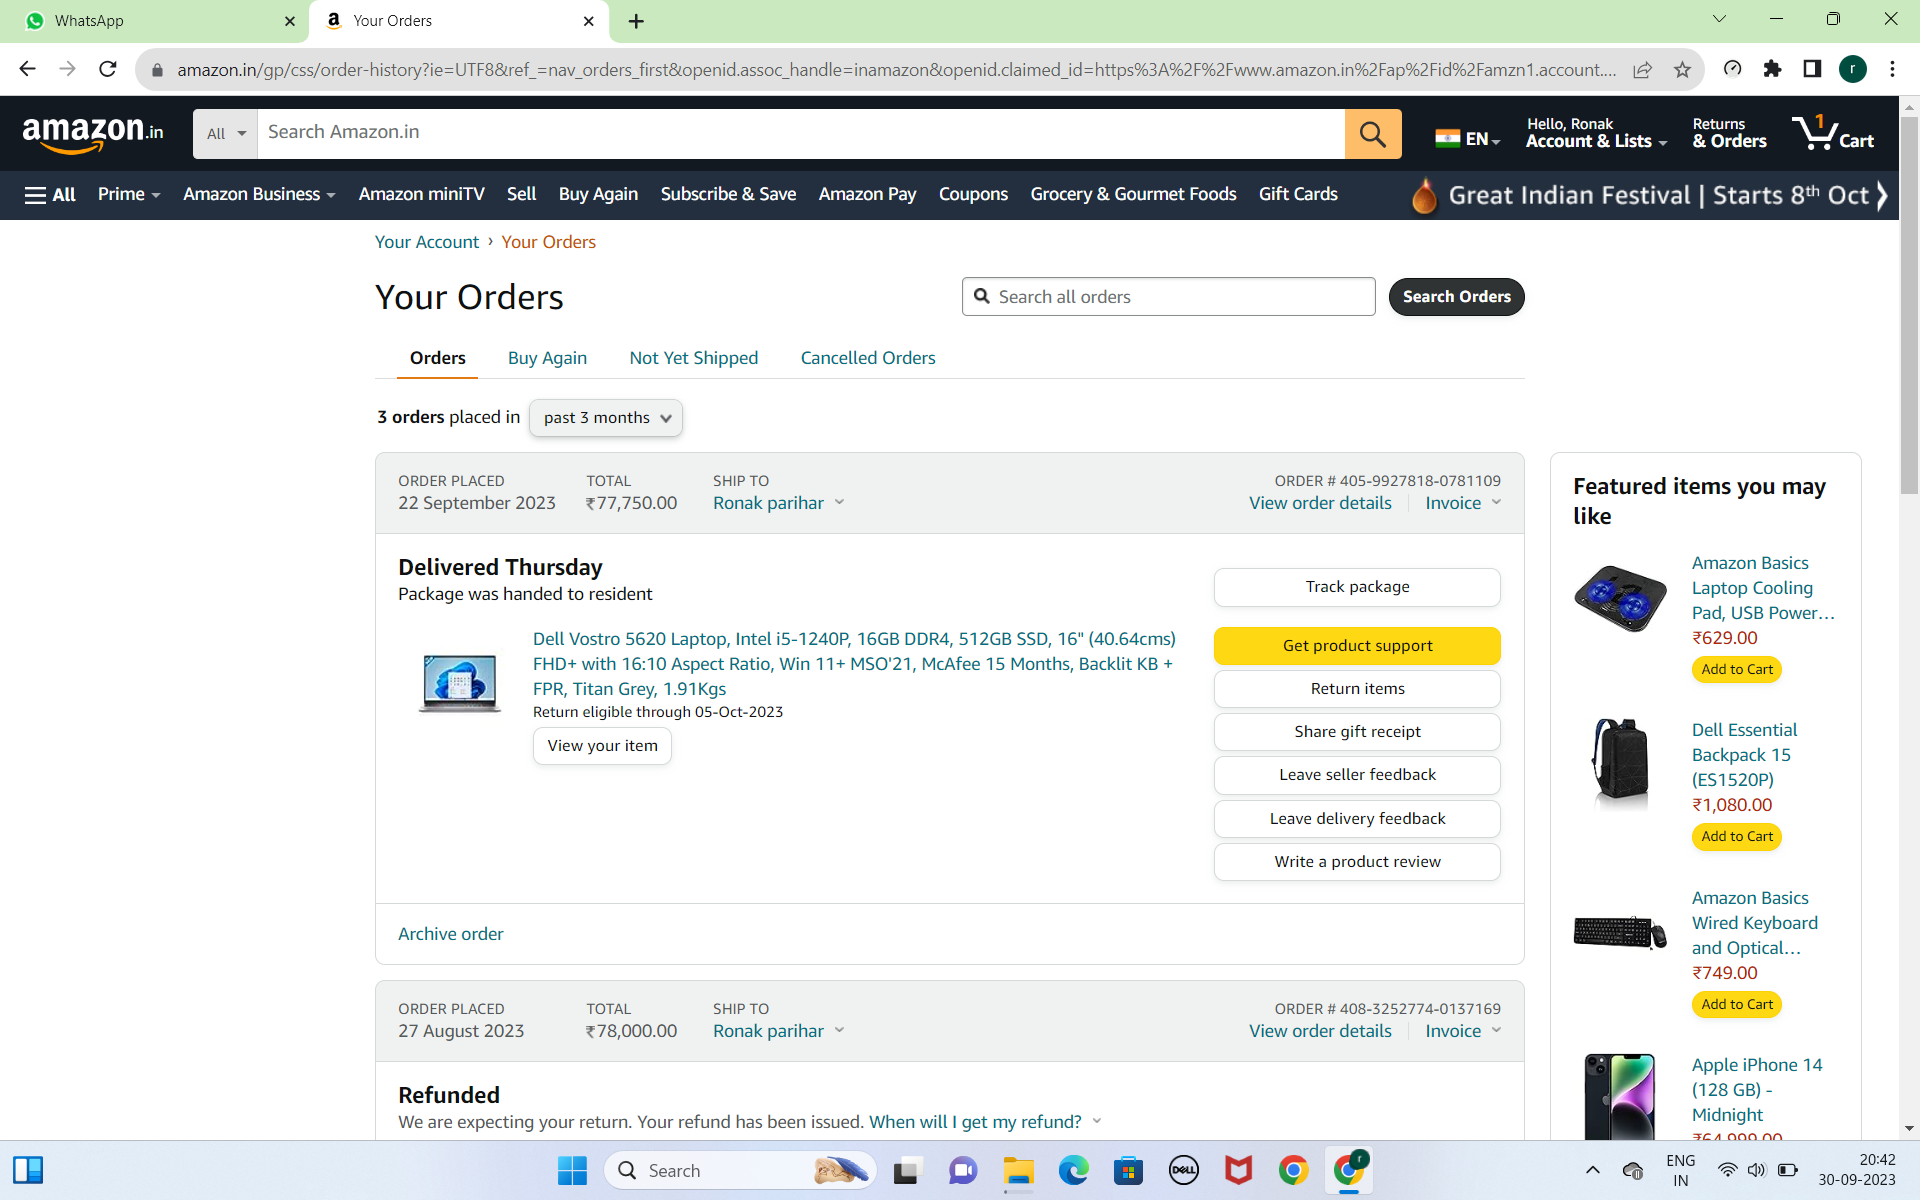 WhatsApp
Your Orders
amazon.in/gp/css/order-history?ie=UTF8&ref_=nav_orders_first&openid.assoc_handle=inamazon&openid.claimed_id=https%3A%2F%2Fwww.amazon.in%2Fap%2Fid%2Famzn1.account....
r
amazon.in
All
Search Amazon.in
EN
Hello, Ronak
Account & Lists
Returns
& Orders
1
Cart
All
Prime
Amazon Business
Amazon miniTV
Sell
Buy Again
Subscribe & Save
Amazon Pay
Coupons
Grocery & Gourmet Foods
Gift Cards
Great Indian Festival | Starts 8th Oct
Your Account › Your Orders
Your Orders
Search all orders
Search Orders
Orders
Buy Again
Not Yet Shipped
Cancelled Orders
3 orders placed in
past 3 months
ORDER PLACED
22 September 2023
TOTAL
₹77,750.00
SHIP TO
Ronak parihar
ORDER # 405-9927818-0781109
View order details
Invoice
Delivered Thursday
Package was handed to resident
Dell Vostro 5620 Laptop, Intel i5-1240P, 16GB DDR4, 512GB SSD, 16" (40.64cms)
FHD+ with 16:10 Aspect Ratio, Win 11+ MSO'21, McAfee 15 Months, Backlit KB +
FPR, Titan Grey, 1.91Kgs
Return eligible through 05-Oct-2023
View your item
Track package
Get product support
Return items
Share gift receipt
Leave seller feedback
Leave delivery feedback
Write a product review
Archive order
ORDER PLACED
27 August 2023
TOTAL
₹78,000.00
SHIP TO
Ronak parihar
ORDER # 408-3252774-0137169
View order details
Invoice
Refunded
We are expecting your return. Your refund has been issued. When will I get my refund?
Featured items you may
like
Amazon Basics
Laptop Cooling
Pad, USB Power…
₹629.00
Add to Cart
Dell Essential
Backpack 15
(ES1520P)
₹1,080.00
Add to Cart
Amazon Basics
Wired Keyboard
and Optical…
₹749.00
Add to Cart
Apple iPhone 14
(128 GB) -
Midnight
₹64,999.00
Search
DELL
r
ENG
IN
20:42
30-09-2023